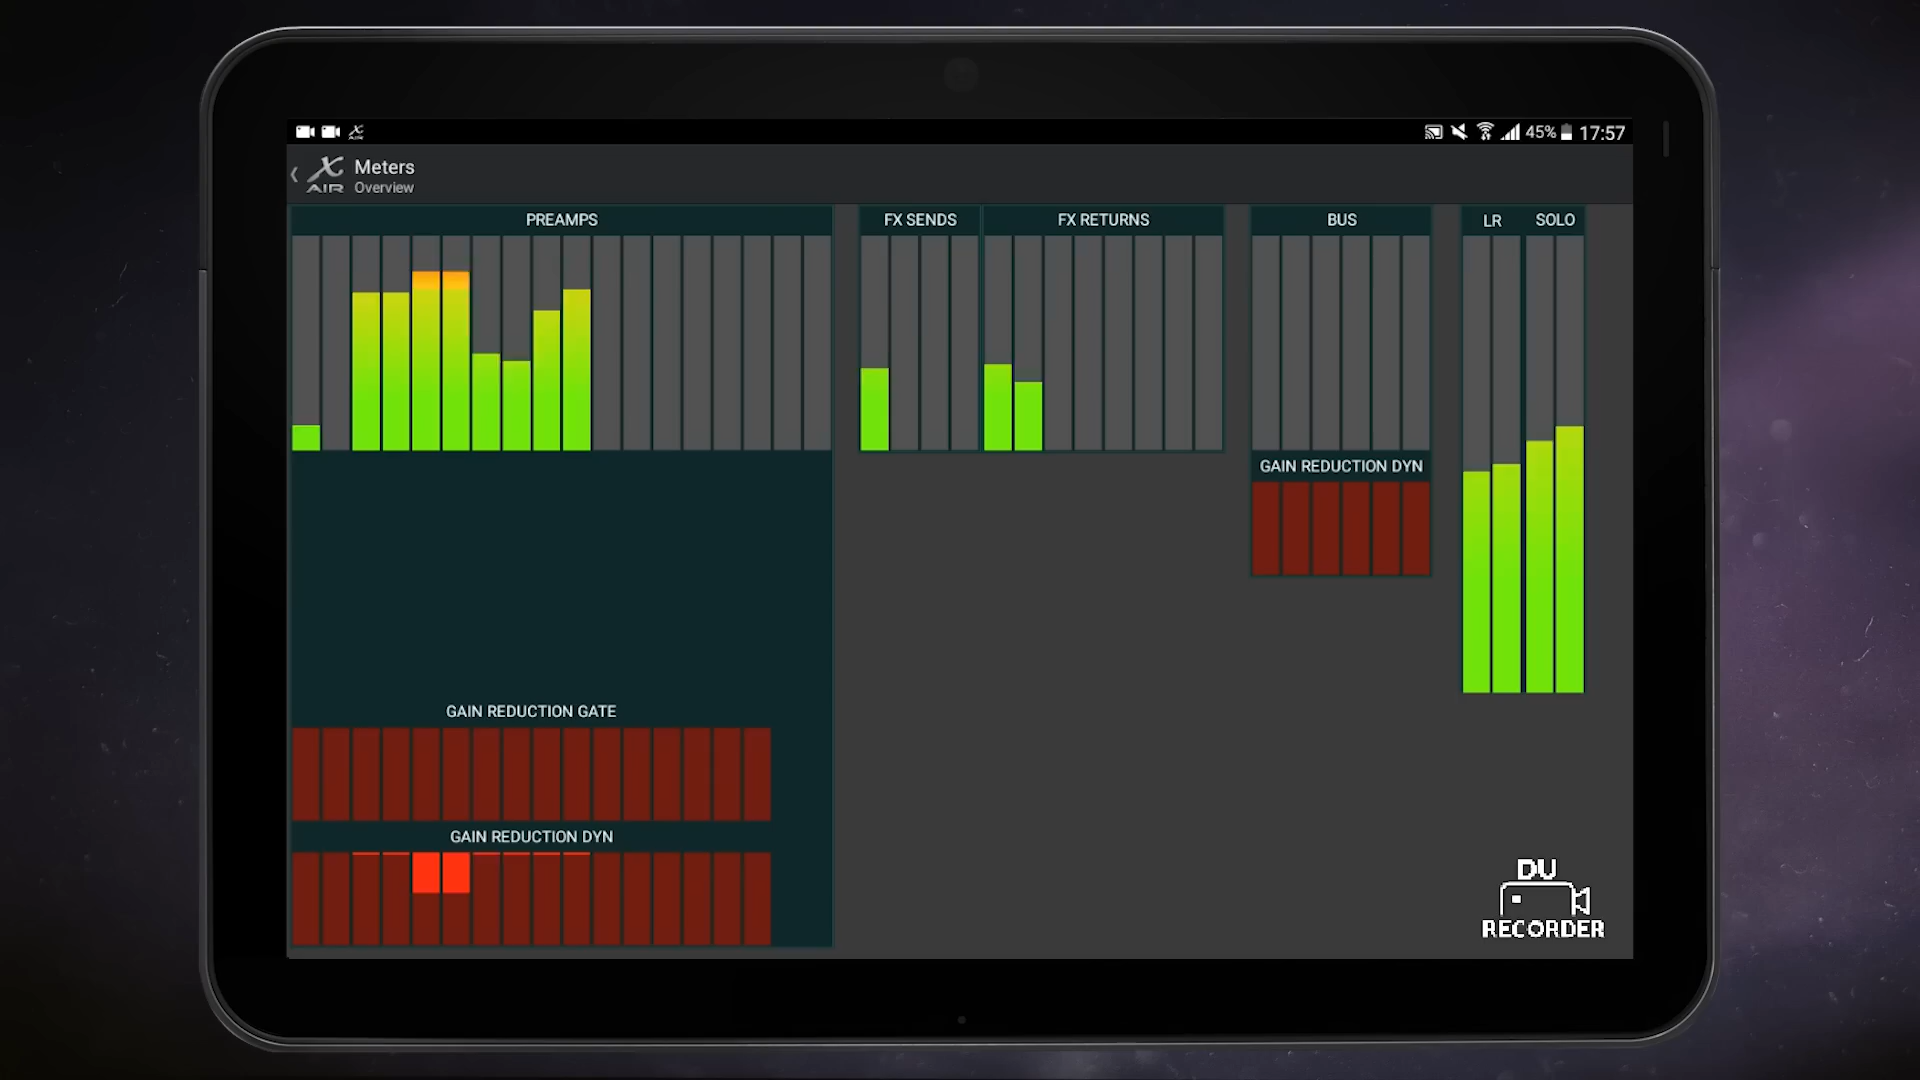 45% 17:57
X AIR
Meters
Overview
PREAMPS
FX SENDS
FX RETURNS
BUS
LR
SOLO
GAIN REDUCTION DYN
GAIN REDUCTION GATE
GAIN REDUCTION DYN
DU
RECORDER